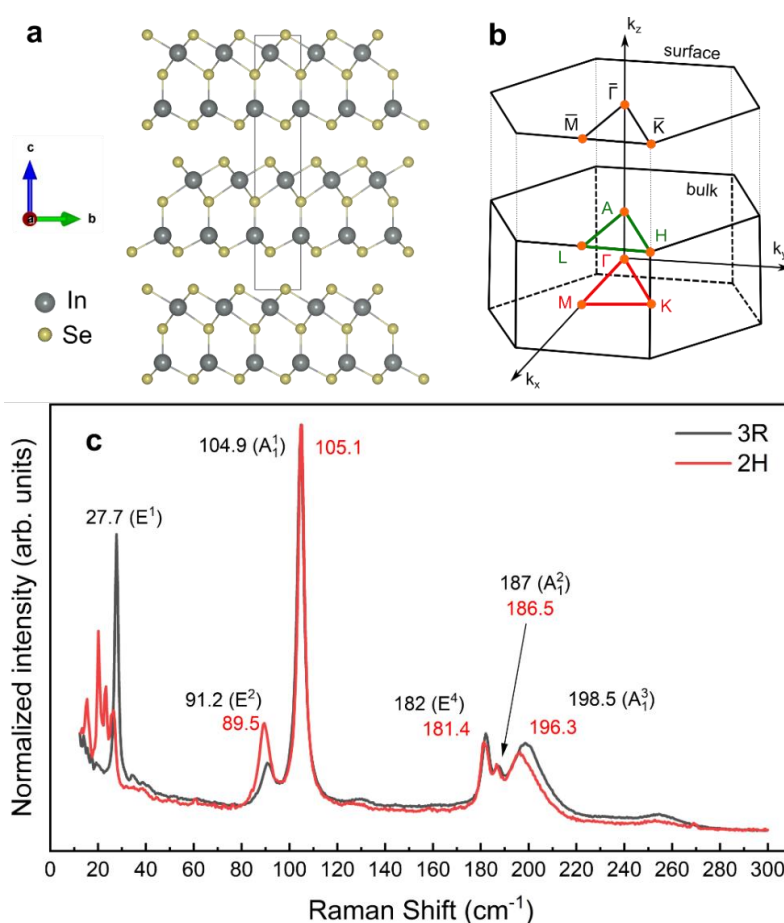 a
c
a
b
In
Se
b
k_z
surface
Γ̄
M̄
K̄
bulk
A
H
L
Γ
k_y
M
K
k_x
c
3R
2H
104.9 (A₁¹)
105.1
27.7 (E¹)
187 (A₁²)
186.5
91.2 (E²)
89.5
182 (E⁴)
181.4
198.5 (A₁³)
196.3
Normalized intensity (arb. units)
0 20 40 60 80 100 120 140 160 180 200 220 240 260 280 300
Raman Shift (cm⁻¹)